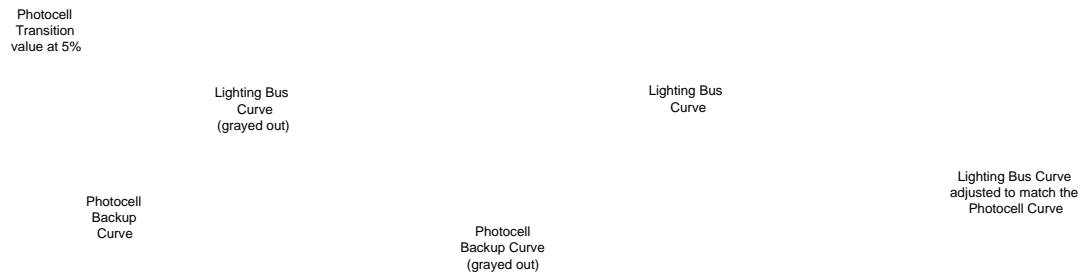 Photocell
Transition
value at 5%
Lighting Bus
Curve
(grayed out)
Lighting Bus
Curve
Photocell
Backup
Curve
Photocell
Backup Curve
(grayed out)
Lighting Bus Curve
adjusted to match the
Photocell Curve